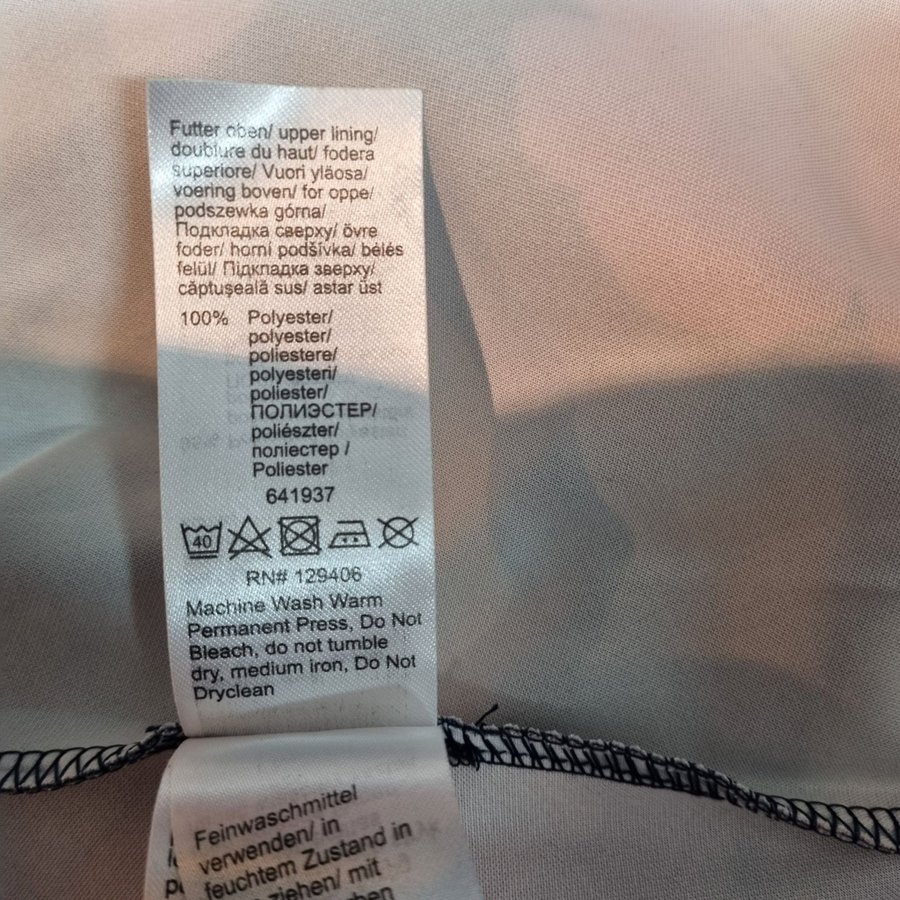 Futter oben/ upper lining/
doublure du haut/ fodera
superiore/ Vuori yläosa/
voering boven/ for oppe/
podszewka górna/
Подкладка сверху/ övre
foder/ horní podšívka/ bélés
felül/ Підкладка зверху/
căptuşeală sus/ astar üst
100% Polyester/
polyester/
poliestere/
polyesteri/
poliester/
ПОЛИЭСТЕР/
poliészter/
поліестер /
Poliester
641937
40
RN# 129406
Machine Wash Warm
Permanent Press, Do Not
Bleach, do not tumble
dry, medium iron, Do Not
Dryclean
Feinwaschmittel
verwenden/ in
feuchtem Zustand in
ziehen/ mit